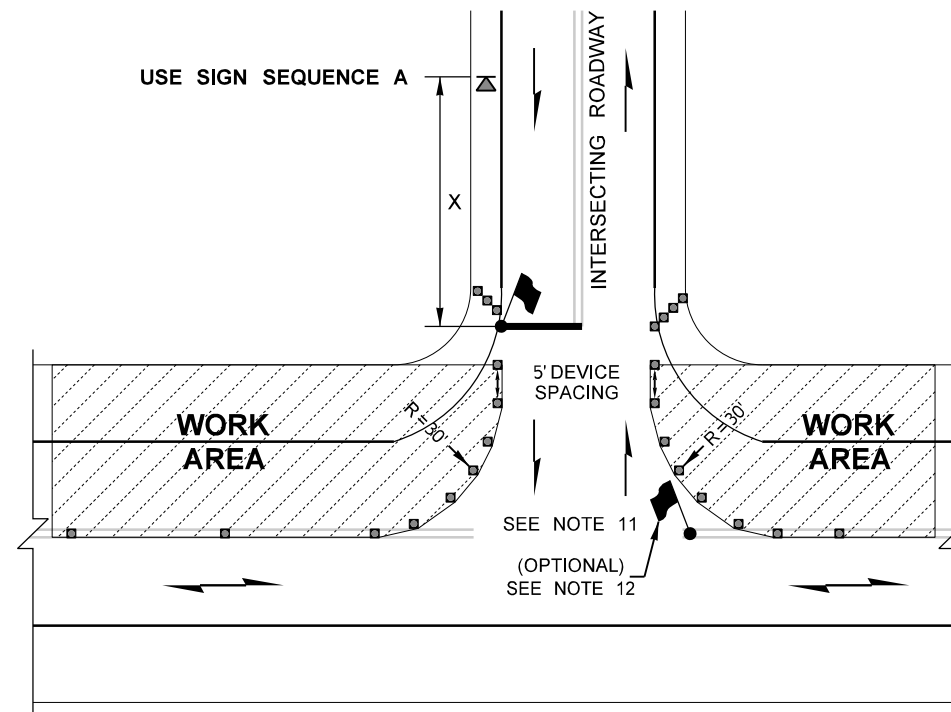 USE SIGN SEQUENCE A
INTERSECTING ROADWAY
X
5' DEVICE
SPACING
WORK
AREA
R = 30'
R = 30'
WORK
AREA
SEE NOTE 11
(OPTIONAL)
SEE NOTE 12